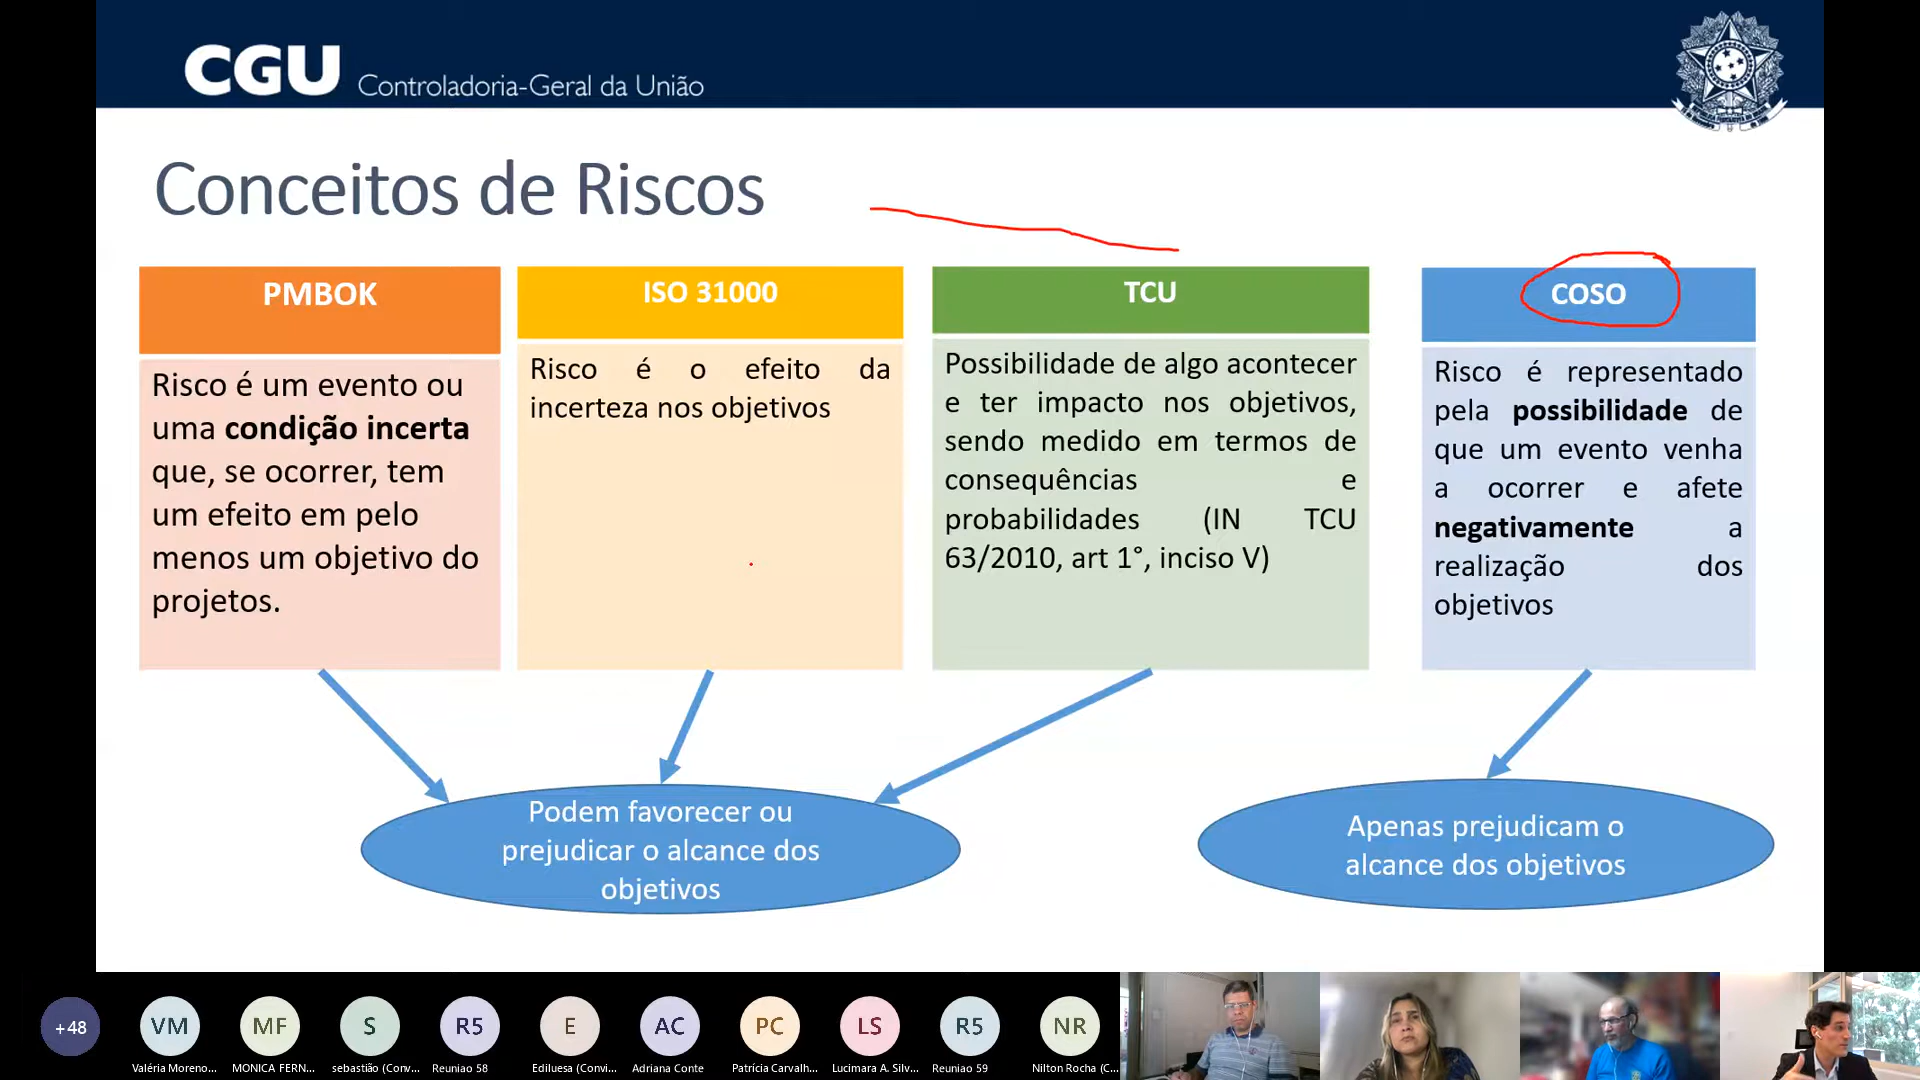 CGU Controladoria-Geral da União
Conceitos de Riscos
PMBOK
Risco é um evento ou
uma condição incerta
que, se ocorrer, tem
um efeito em pelo
menos um objetivo do
projetos.
ISO 31000
Risco é o efeito da
incerteza nos objetivos
TCU
Possibilidade de algo acontecer
e ter impacto nos objetivos,
sendo medido em termos de
consequências e
probabilidades (IN TCU
63/2010, art 1°, inciso V)
COSO
Risco é representado
pela possibilidade de
que um evento venha
a ocorrer e afete
negativamente a
realização dos
objetivos
Podem favorecer ou
prejudicar o alcance dos
objetivos
Apenas prejudicam o
alcance dos objetivos
+48
VM
MF
S
R5
E
AC
PC
LS
R5
NR
Valéria Moreno...
MONICA FERN...
sebastião (Conv...
Reuniao 58
Ediluesa (Convi...
Adriana Conte
Patrícia Carvalh...
Lucimara A. Silv...
Reuniao 59
Nilton Rocha (C...